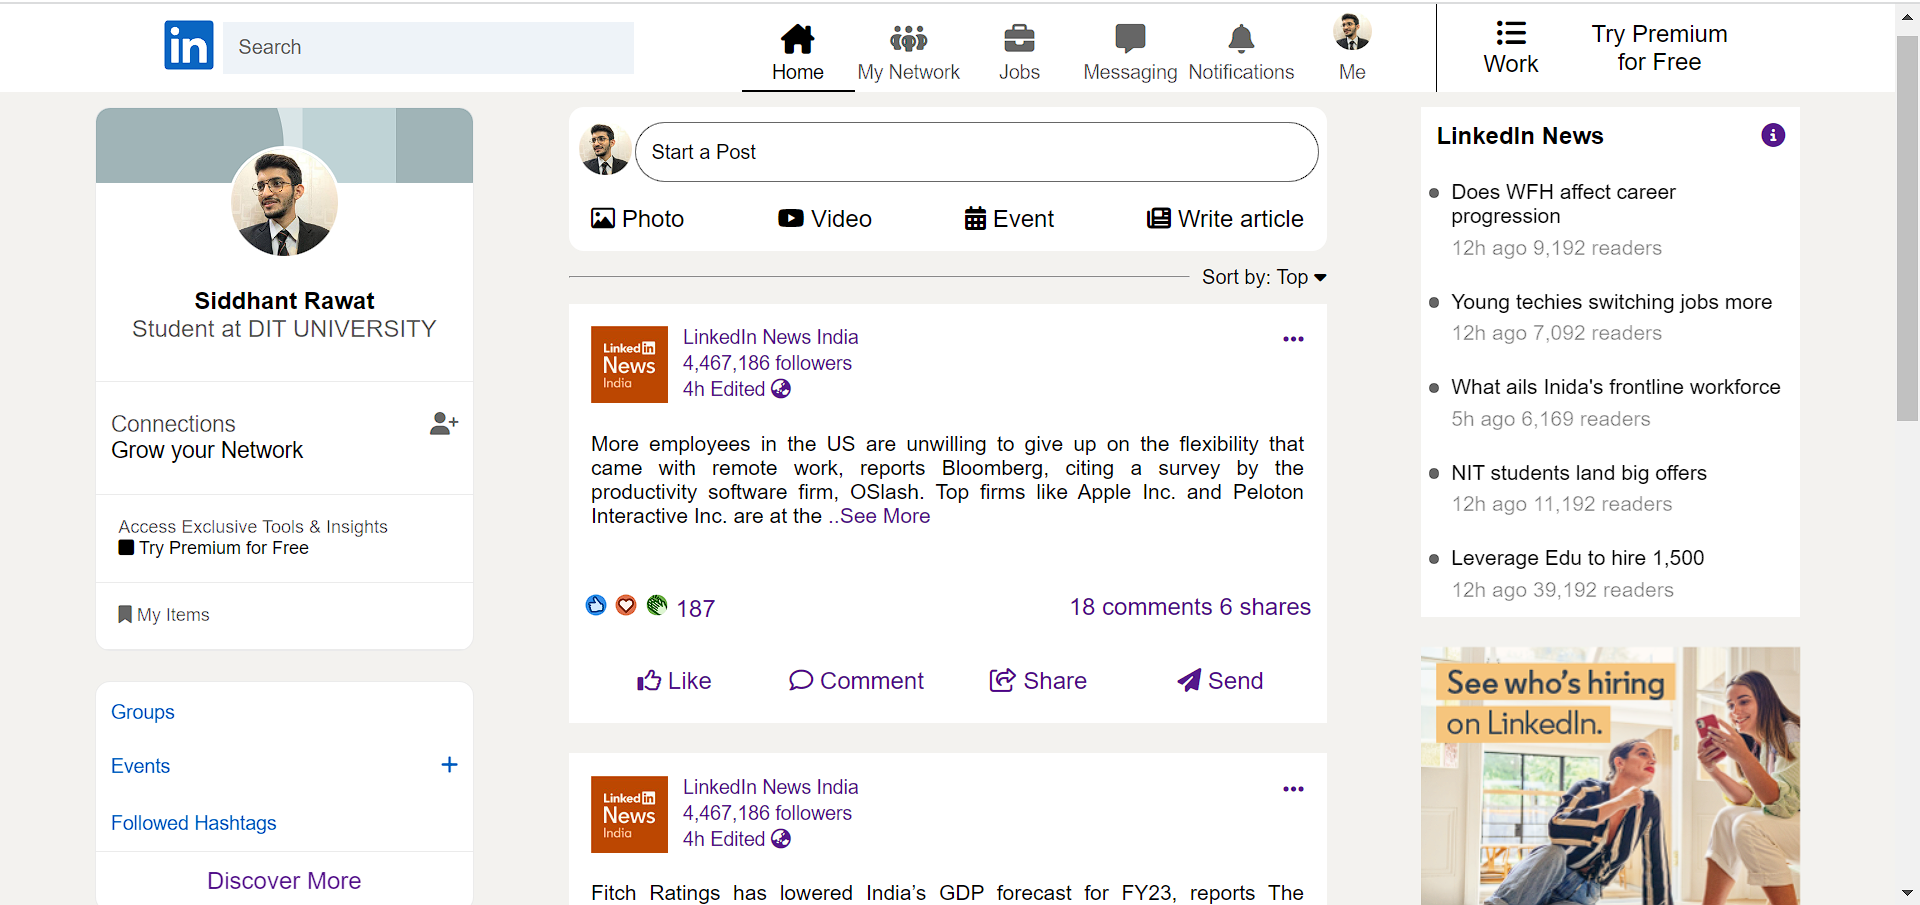 in
Search
Home
My Network
Jobs
Messaging
Notifications
Me
Work
Try Premium
for Free
Siddhant Rawat
Student at DIT UNIVERSITY
Connections
Grow your Network
Access Exclusive Tools & Insights
Try Premium for Free
My Items
Groups
Events
Followed Hashtags
Discover More
Start a Post
Photo
Video
Event
Write article
Sort by: Top
Linked in
News
India
LinkedIn News India
4,467,186 followers
4h Edited
More employees in the US are unwilling to give up on the flexibility that
came with remote work, reports Bloomberg, citing a survey by the
productivity software firm, OSlash. Top firms like Apple Inc. and Peloton
Interactive Inc. are at the ..See More
187
18 comments 6 shares
Like
Comment
Share
Send
Linked in
News
India
LinkedIn News India
4,467,186 followers
4h Edited
Fitch Ratings has lowered India’s GDP forecast for FY23, reports The
LinkedIn News
Does WFH affect career
progression
12h ago 9,192 readers
Young techies switching jobs more
12h ago 7,092 readers
What ails Inida's frontline workforce
5h ago 6,169 readers
NIT students land big offers
12h ago 11,192 readers
Leverage Edu to hire 1,500
12h ago 39,192 readers
See who's hiring
on LinkedIn.